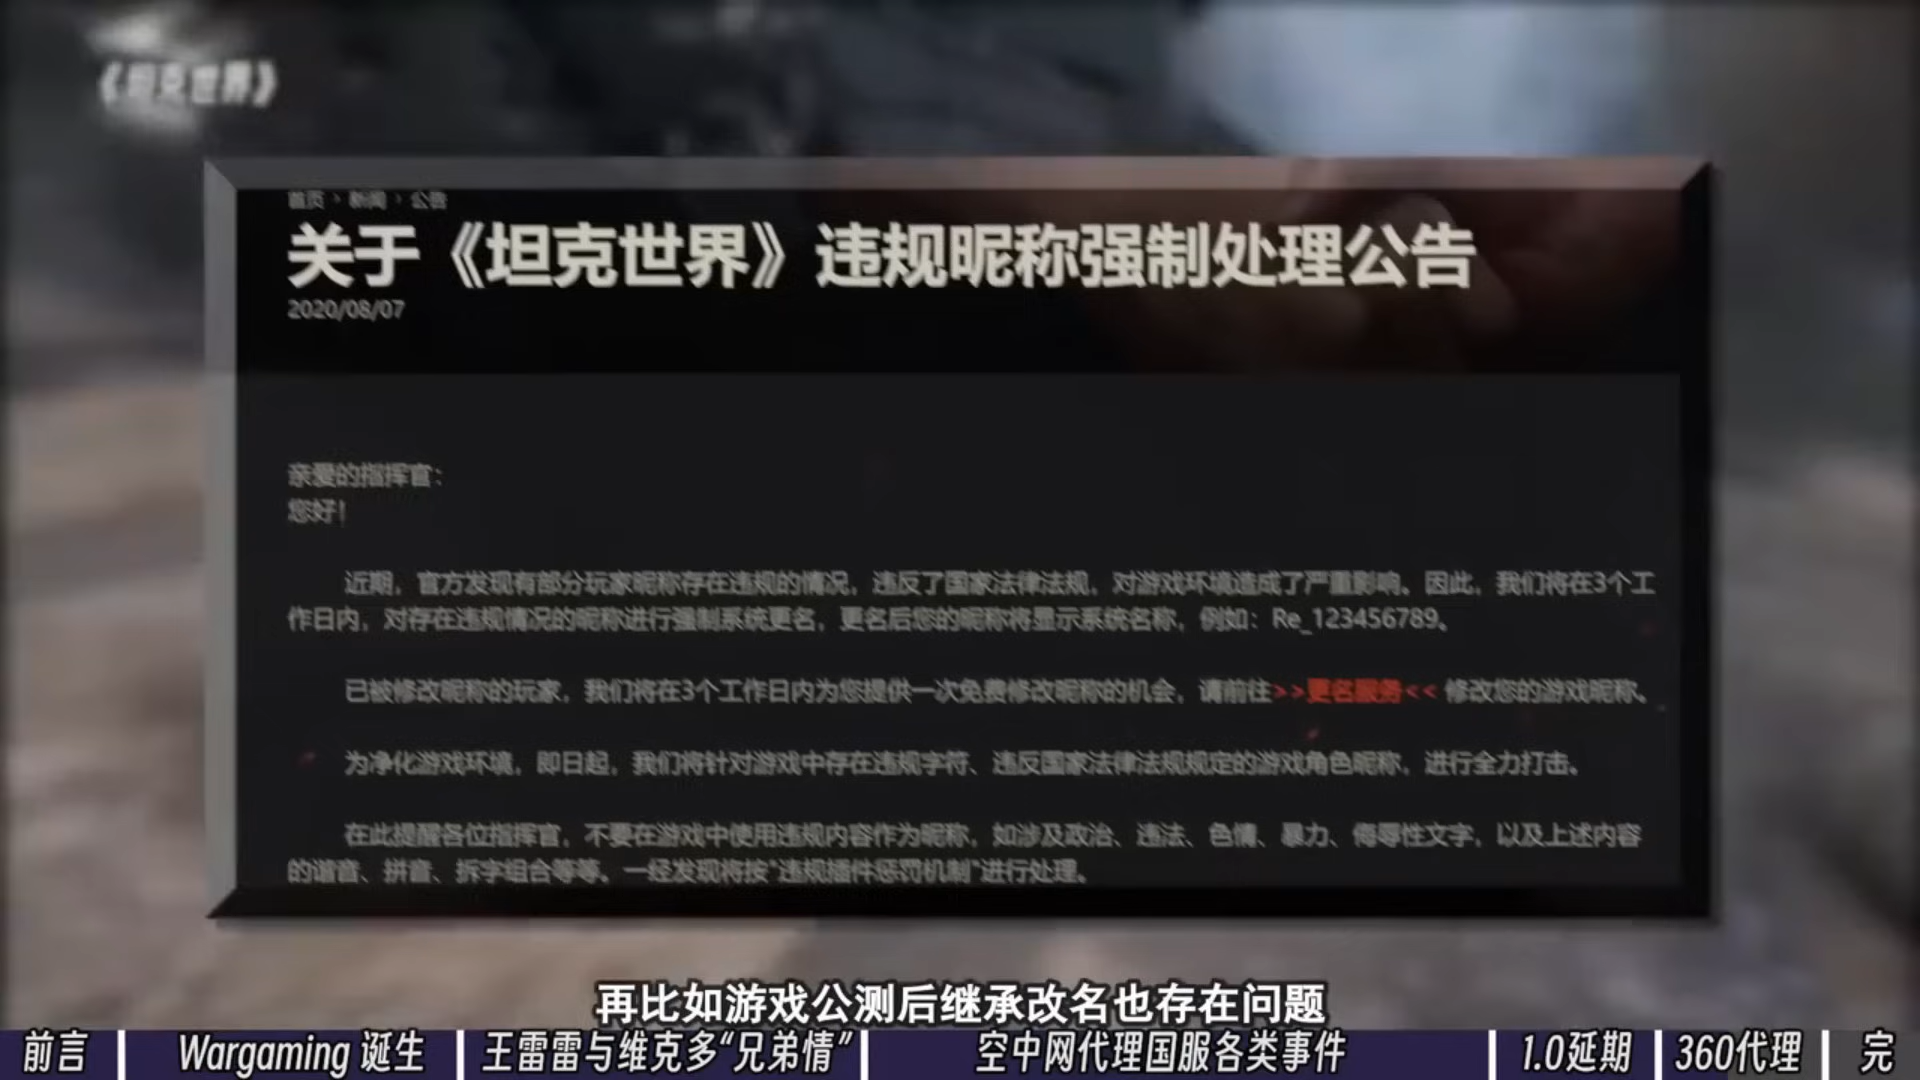 《坦克世界》
首页 > 新闻 > 公告
关于《坦克世界》违规昵称强制处理公告
2020/08/07
亲爱的指挥官：
您好！
近期，官方发现有部分玩家昵称存在违规的情况，违反了国家法律法规，对游戏环境造成了严重影响。因此，我们将在3个工
作日内，对存在违规情况的昵称进行强制系统更名，更名后您的昵称将显示系统名称，例如：Re_123456789。
已被修改昵称的玩家，我们将在3个工作日内为您提供一次免费修改昵称的机会，请前往>>更名服务<< 修改您的游戏昵称。
为净化游戏环境，即日起，我们将针对游戏中存在违规字符、违反国家法律法规规定的游戏角色昵称，进行全力打击。
在此提醒各位指挥官，不要在游戏中使用违规内容作为昵称，如涉及政治、违法、色情、暴力、侮辱性文字，以及上述内容
的谐音、拼音、拆字组合等等。一经发现将按"违规插件惩罚机制"进行处理。
再比如游戏公测后继承改名也存在问题
前言 Wargaming 诞生 王雷雷与维克多“兄弟情” 空中网代理国服各类事件 1.0延期 360代理 完